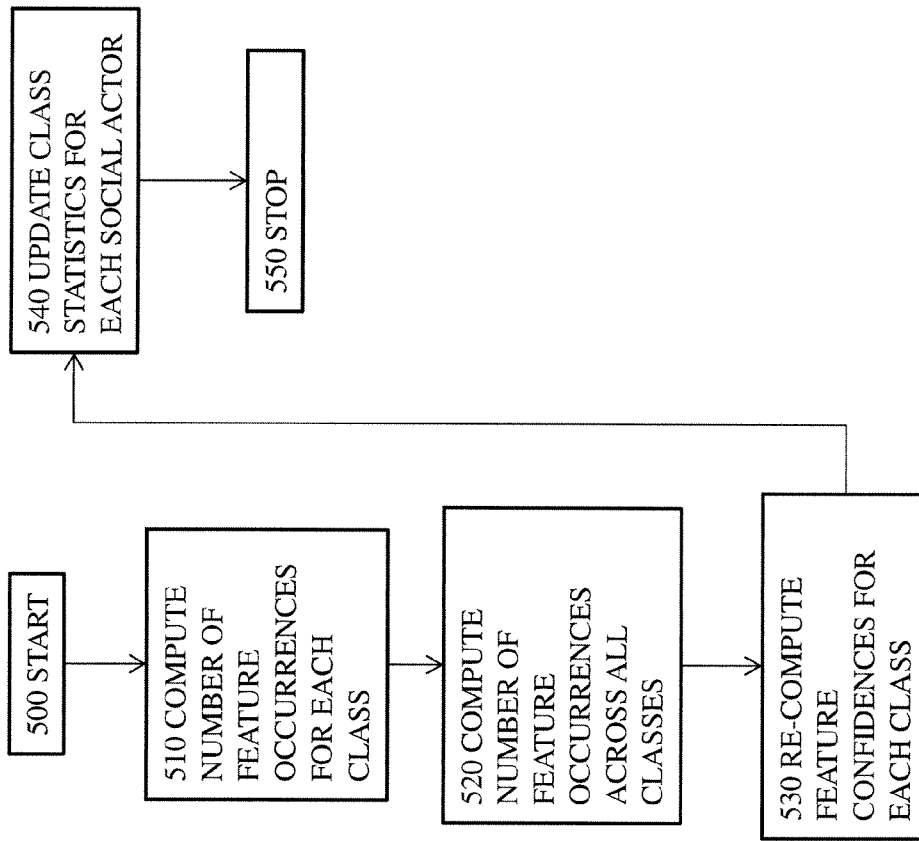 500 START
510 COMPUTE
NUMBER OF
FEATURE
OCCURRENCES
FOR EACH
CLASS
520 COMPUTE
NUMBER OF
FEATURE
OCCURRENCES
ACROSS ALL
CLASSES
530 RE-COMPUTE
FEATURE
CONFIDENCES FOR
EACH CLASS
540 UPDATE CLASS
STATISTICS FOR
EACH SOCIAL ACTOR
550 STOP